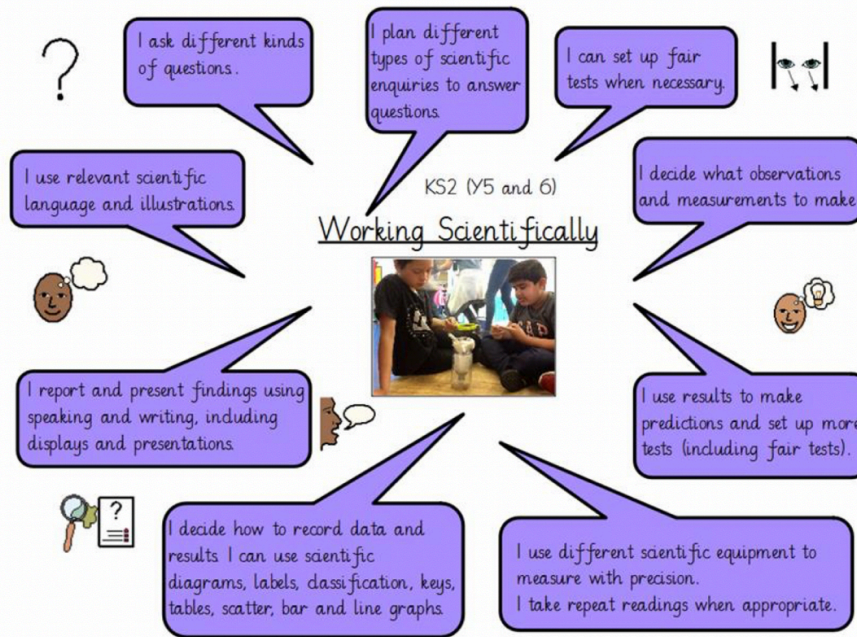 I ask different kinds
of questions..
I plan different
types of scientific
enquiries to answer
questions.
I can set up fair
tests when necessary.
I use relevant scientific
language and illustrations.
KS2 (Y5 and 6)
Working Scientifically
I decide what observations
and measurements to make
I report and present findings using
speaking and writing, including
displays and presentations.
I use results to make
predictions and set up more
tests (including fair tests).
?
I decide how to record data and
results. I can use scientific
diagrams, labels, classification, keys,
tables, scatter, bar and line graphs.
I use different scientific equipment to
measure with precision.
I take repeat readings when appropriate.